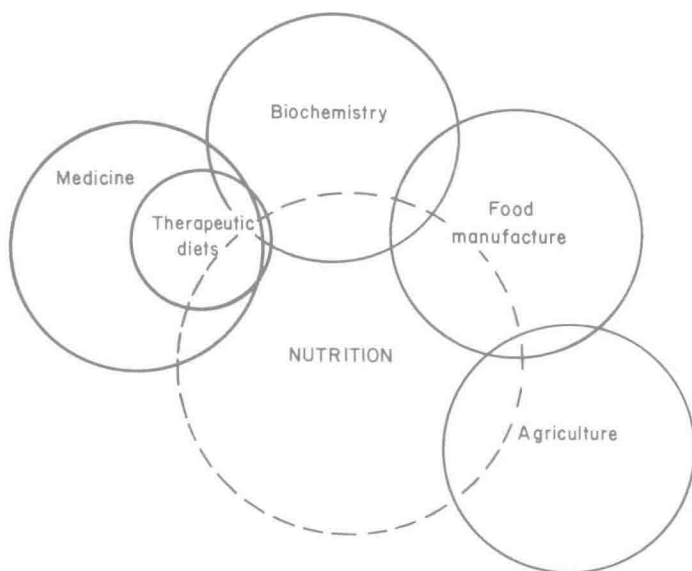 Biochemistry
Medicine
Therapeutic
diets
Food
manufacture
NUTRITION
Agriculture